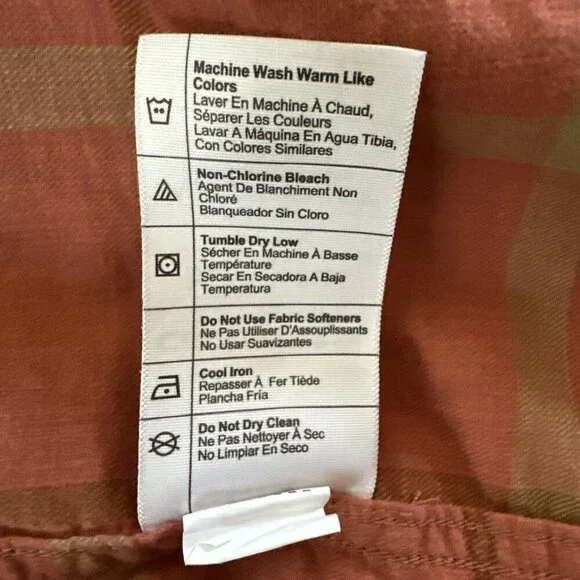 Machine Wash Warm Like
Colors
Laver En Machine À Chaud,
Séparer Les Couleurs
Lavar A Máquina En Agua Tibia,
Con Colores Similares
Non-Chlorine Bleach
Agent De Blanchiment Non
Chloré
Blanqueador Sin Cloro
Tumble Dry Low
Sécher En Machine À Basse
Température
Secar En Secadora A Baja
Temperatura
Do Not Use Fabric Softeners
Ne Pas Utiliser D'Assouplissants
No Usar Suavizantes
Cool Iron
Repasser À Fer Tiède
Plancha Fría
Do Not Dry Clean
Ne Pas Nettoyer À Sec
No Limpiar En Seco